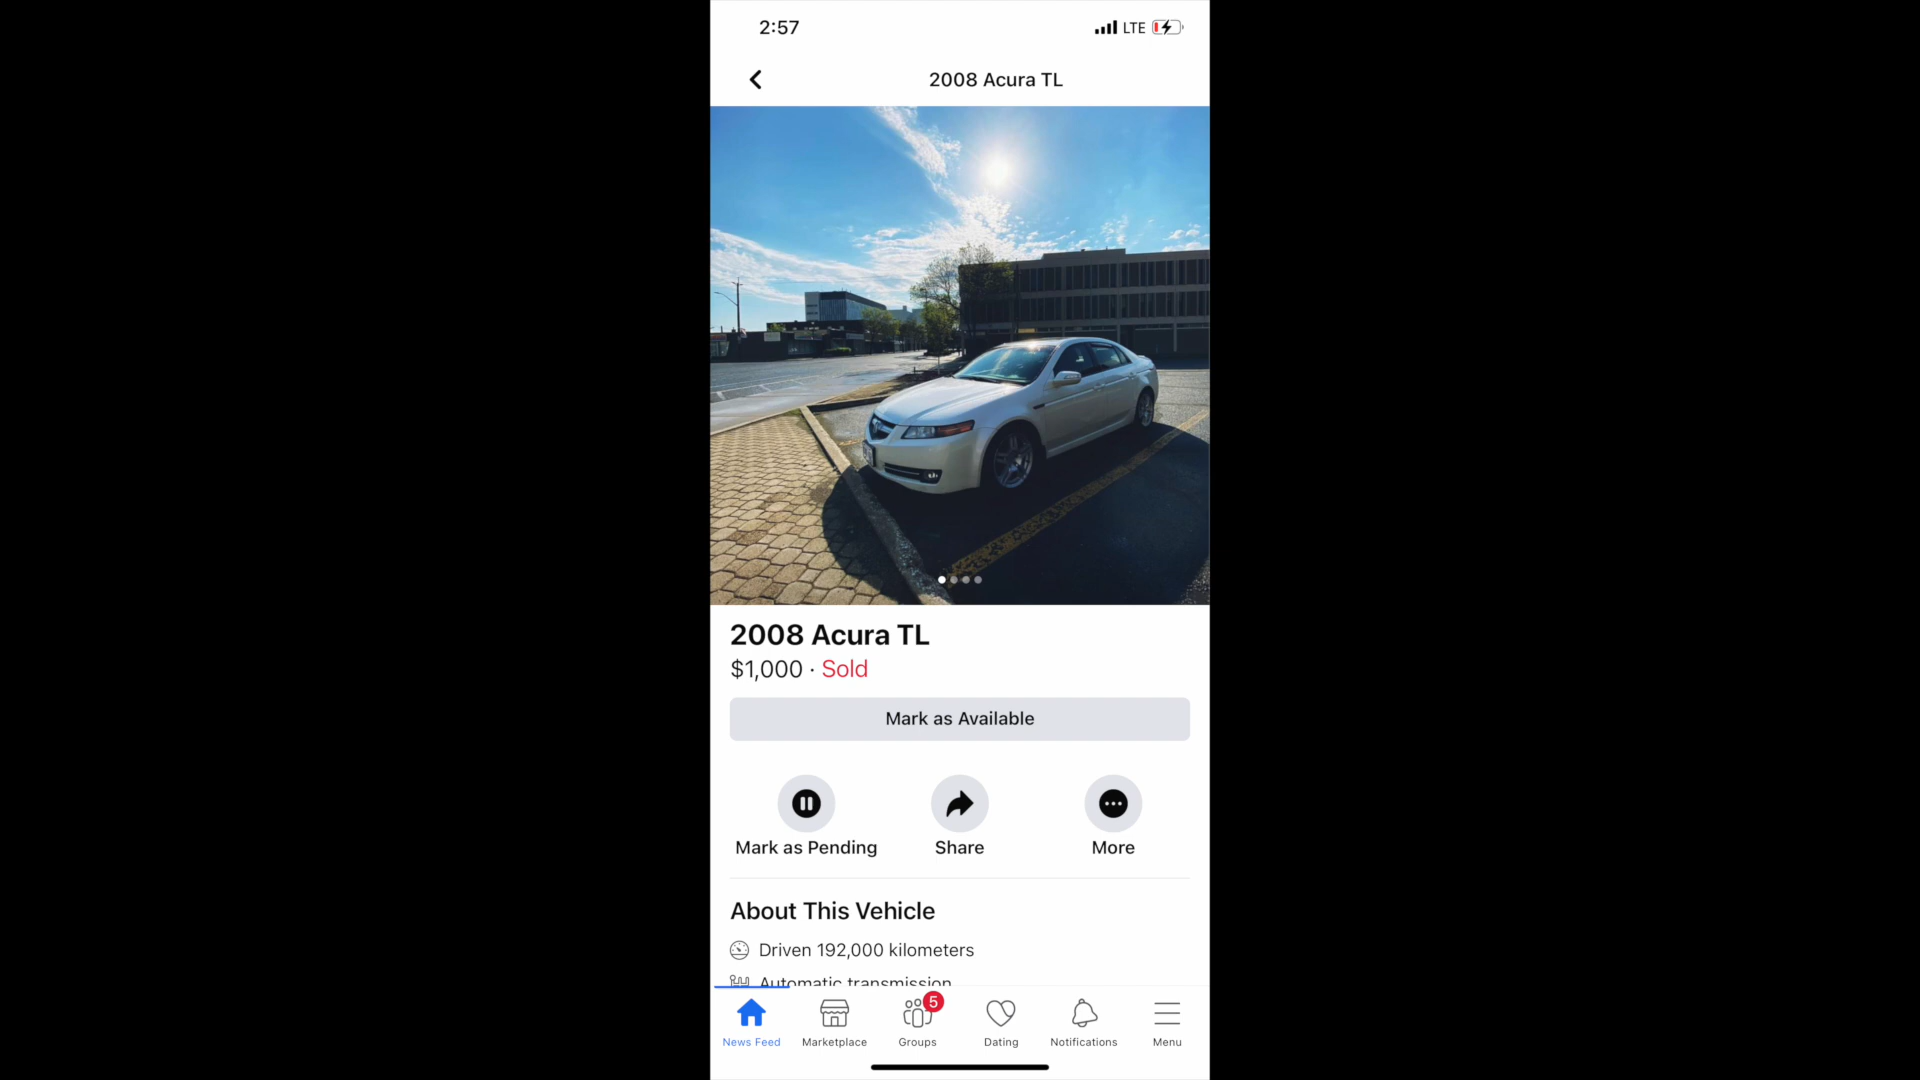 2:57
LTE
2008 Acura TL
2008 Acura TL
$1,000 · Sold
Mark as Available
Mark as Pending
Share
More
About This Vehicle
Driven 192,000 kilometers
Automatic transmission
5
News Feed
Marketplace
Groups
Dating
Notifications
Menu